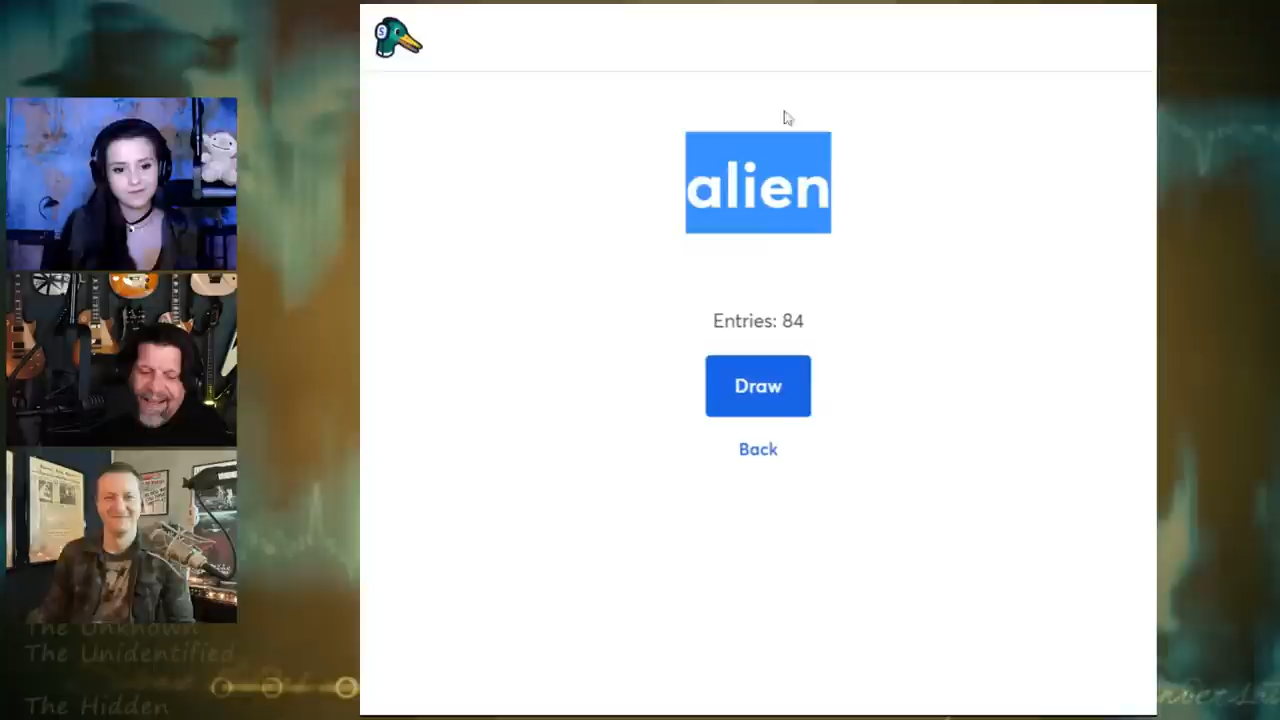 alien
Entries: 84
Draw
Back
The Unknown
The Unidentified
The Hidden